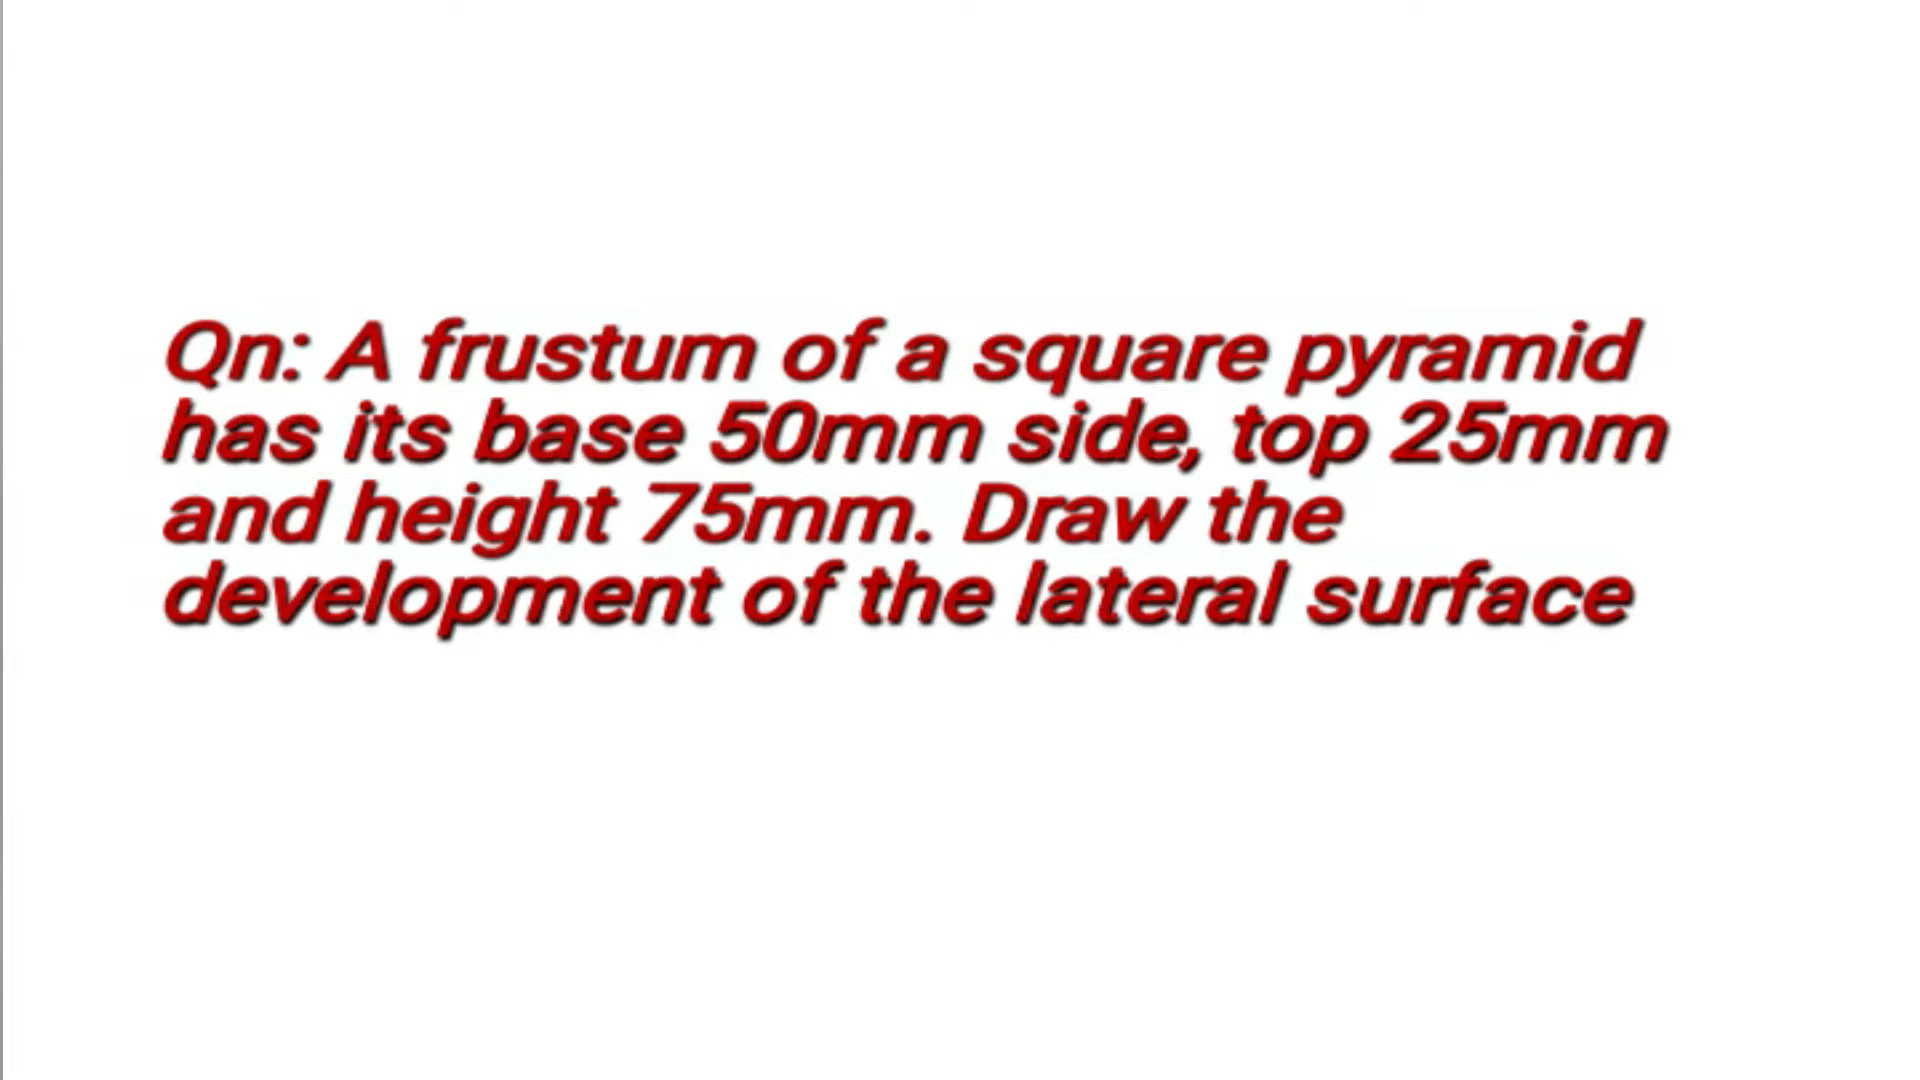 Qn: A frustum of a square pyramid
has its base 50mm side, top 25mm
and height 75mm. Draw the
development of the lateral surface